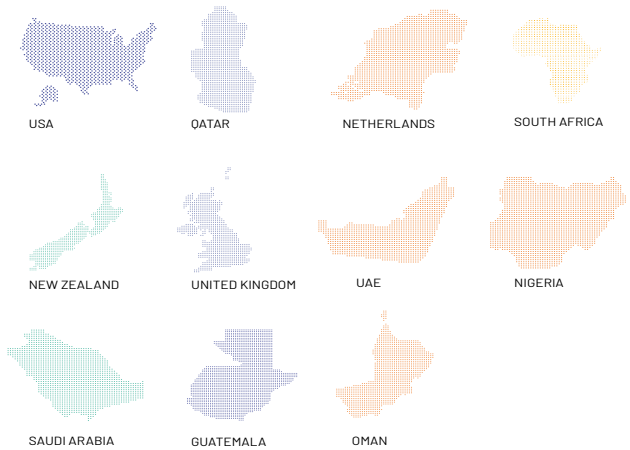 USA
QATAR
NETHERLANDS
SOUTH AFRICA
NEW ZEALAND
UNITED KINGDOM
UAE
NIGERIA
SAUDI ARABIA
GUATEMALA
OMAN